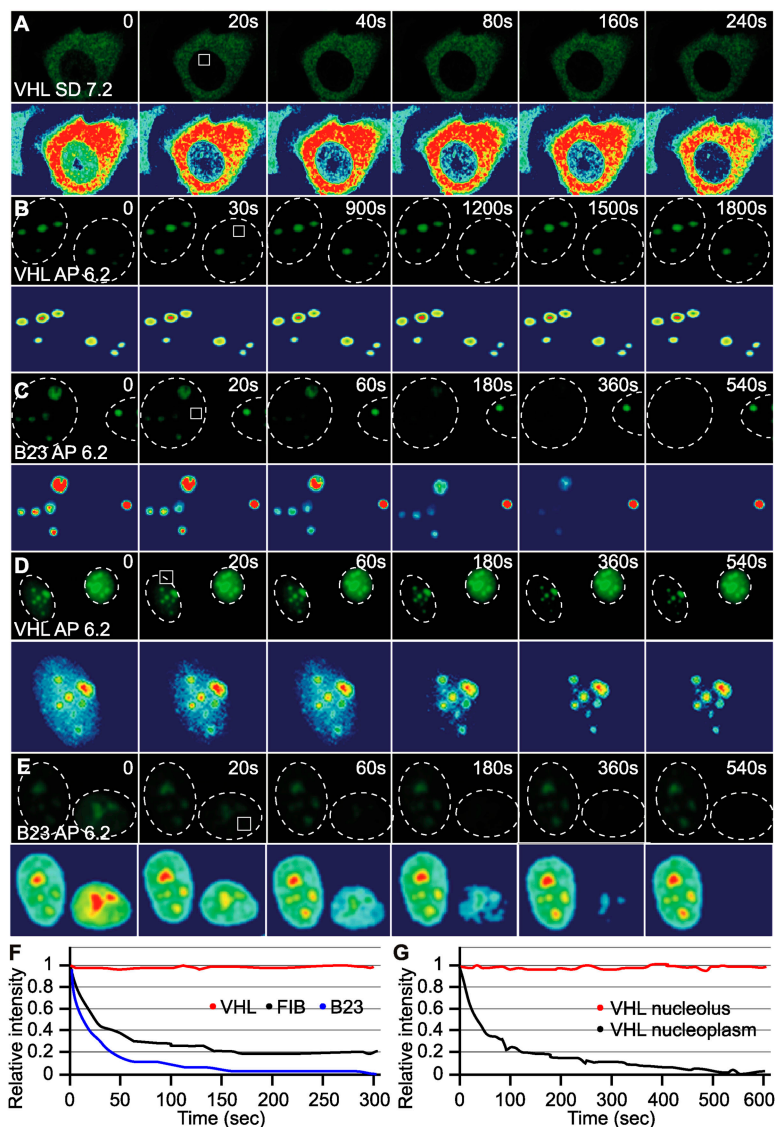 A 0 20s 40s 80s 160s 240s
VHL SD 7.2
B 0 30s 900s 1200s 1500s 1800s
VHL AP 6.2
C 0 20s 60s 180s 360s 540s
B23 AP 6.2
D 0 20s 60s 180s 360s 540s
VHL AP 6.2
E 0 20s 60s 180s 360s 540s
B23 AP 6.2
F
Relative intensity
1
0.8
0.6
0.4
0.2
0
VHL FIB B23
0 50 100 150 200 250 300
Time (sec)
G
Relative intensity
1
0.8
0.6
0.4
0.2
0
VHL nucleolus
VHL nucleoplasm
0 100 200 300 400 500 600
Time (sec)